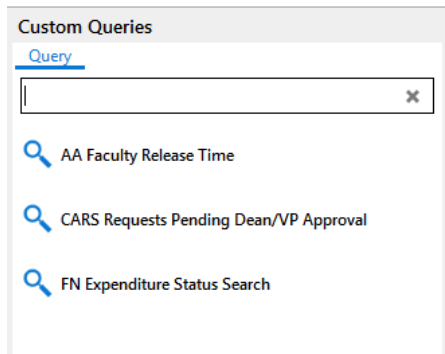 Custom Queries
Query
AA Faculty Release Time
CARS Requests Pending Dean/VP Approval
FN Expenditure Status Search